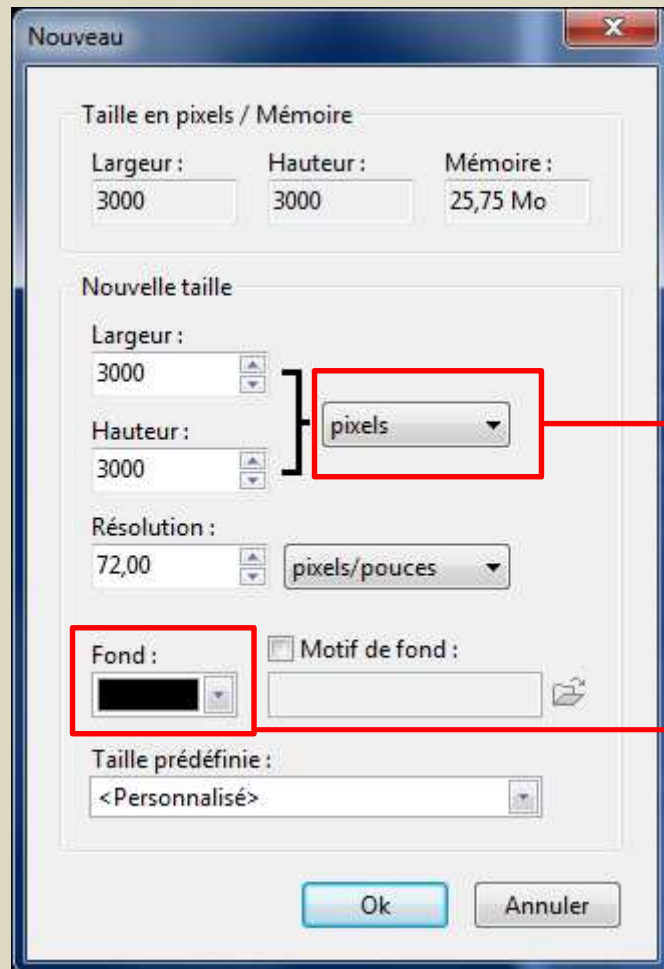 Nouveau
Taille en pixels / Mémoire
Largeur : Hauteur : Mémoire :
3000 3000 25,75 Mo
Nouvelle taille
Largeur :
3000
pixels
Hauteur :
3000
Résolution :
72,00 pixels/pouces
Fond : Motif de fond :
Taille prédéfinie :
<Personnalisé>
Ok Annuler